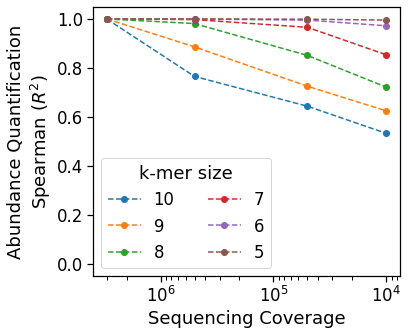 Abundance Quantification
Spearman (R²)
1.0
0.8
0.6
0.4
0.2
0.0
k-mer size
10 7
9 6
8 5
10⁶ 10⁵ 10⁴
Sequencing Coverage